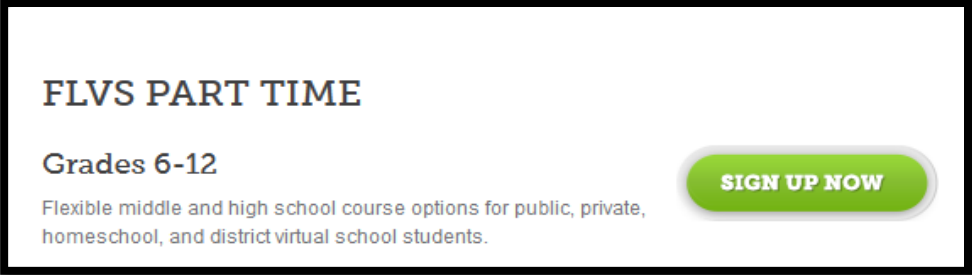 FLVS PART TIME
Grades 6-12
Flexible middle and high school course options for public, private,
homeschool, and district virtual school students.
SIGN UP NOW